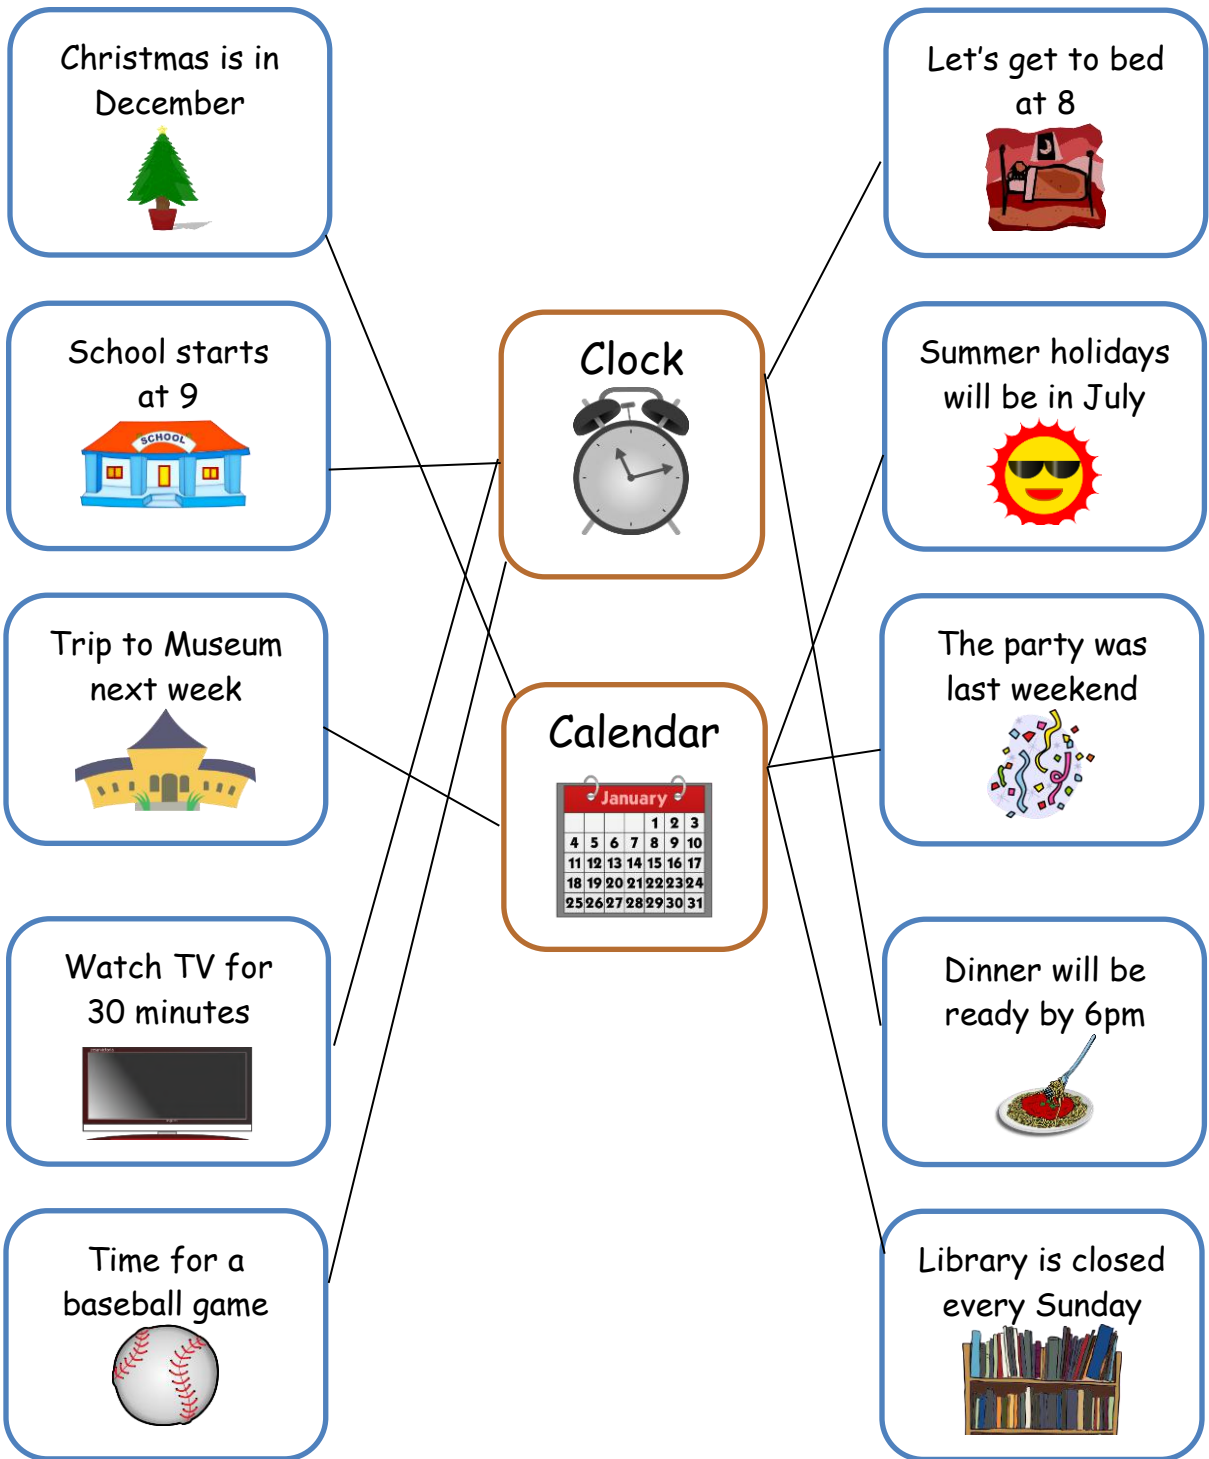 Christmas is in
December
School starts
at 9
SCHOOL
Trip to Museum
next week
Watch TV for
30 minutes
Time for a
baseball game
Clock
Calendar
January
1 2 3
4 5 6 7 8 9 10
11 12 13 14 15 16 17
18 19 20 21 22 23 24
25 26 27 28 29 30 31
Let's get to bed
at 8
Summer holidays
will be in July
The party was
last weekend
Dinner will be
ready by 6pm
Library is closed
every Sunday